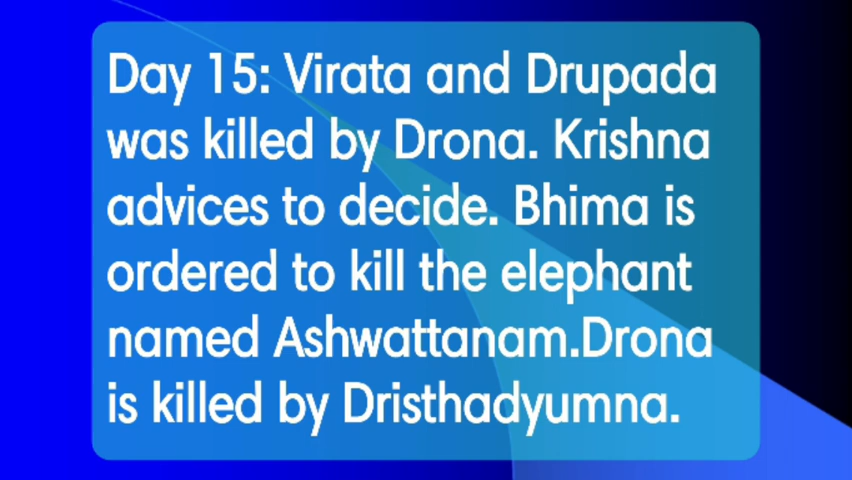 Day 15: Virata and Drupada
was killed by Drona. Krishna
advices to decide. Bhima is
ordered to kill the elephant
named Ashwattanam.Drona
is killed by Dristhadyumna.